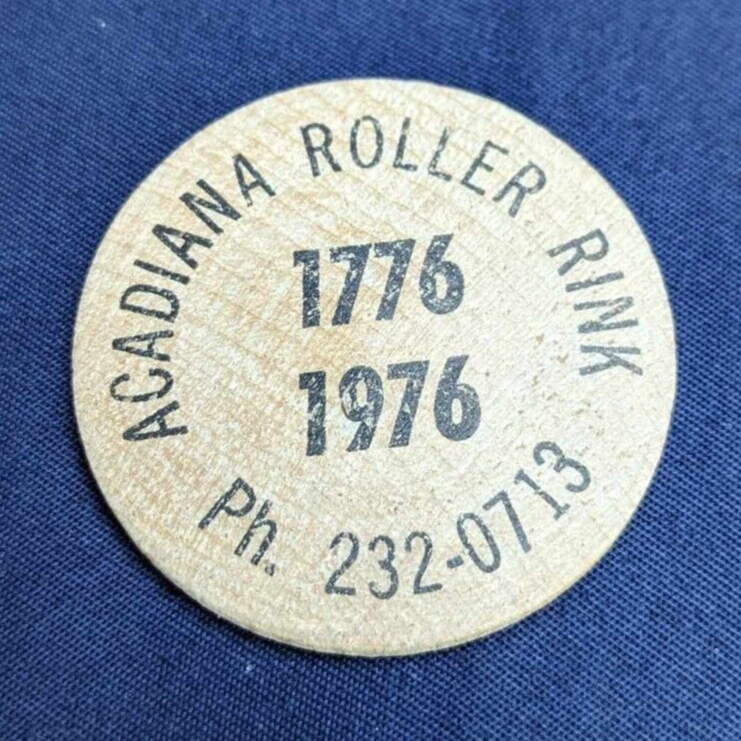 ACADIANA ROLLER RINK
1776
1976
Ph. 232-0713